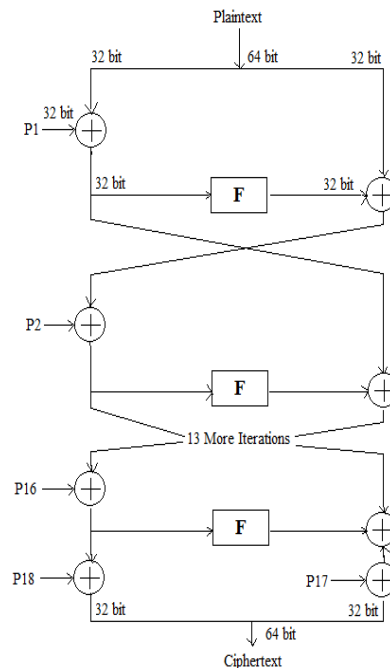 Plaintext
32 bit 64 bit 32 bit
32 bit
P1
32 bit F 32 bit
P2
F
13 More Iterations
P16
F
P18 P17
32 bit 32 bit
64 bit
Ciphertext